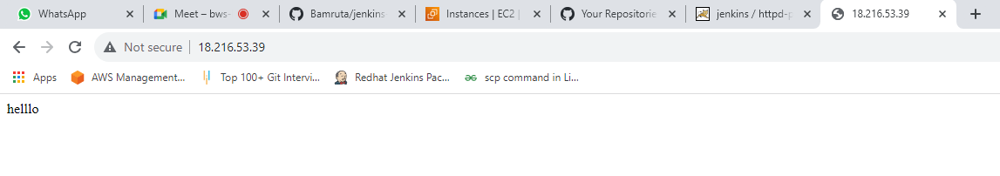 WhatsApp
Meet – bws-
Bamruta/jenkins
Instances | EC2 |
Your Repositorie
jenkins / httpd-p
18.216.53.39
Not secure | 18.216.53.39
Apps
AWS Management...
Top 100+ Git Intervi...
Redhat Jenkins Pac...
scp command in Li...
helllo